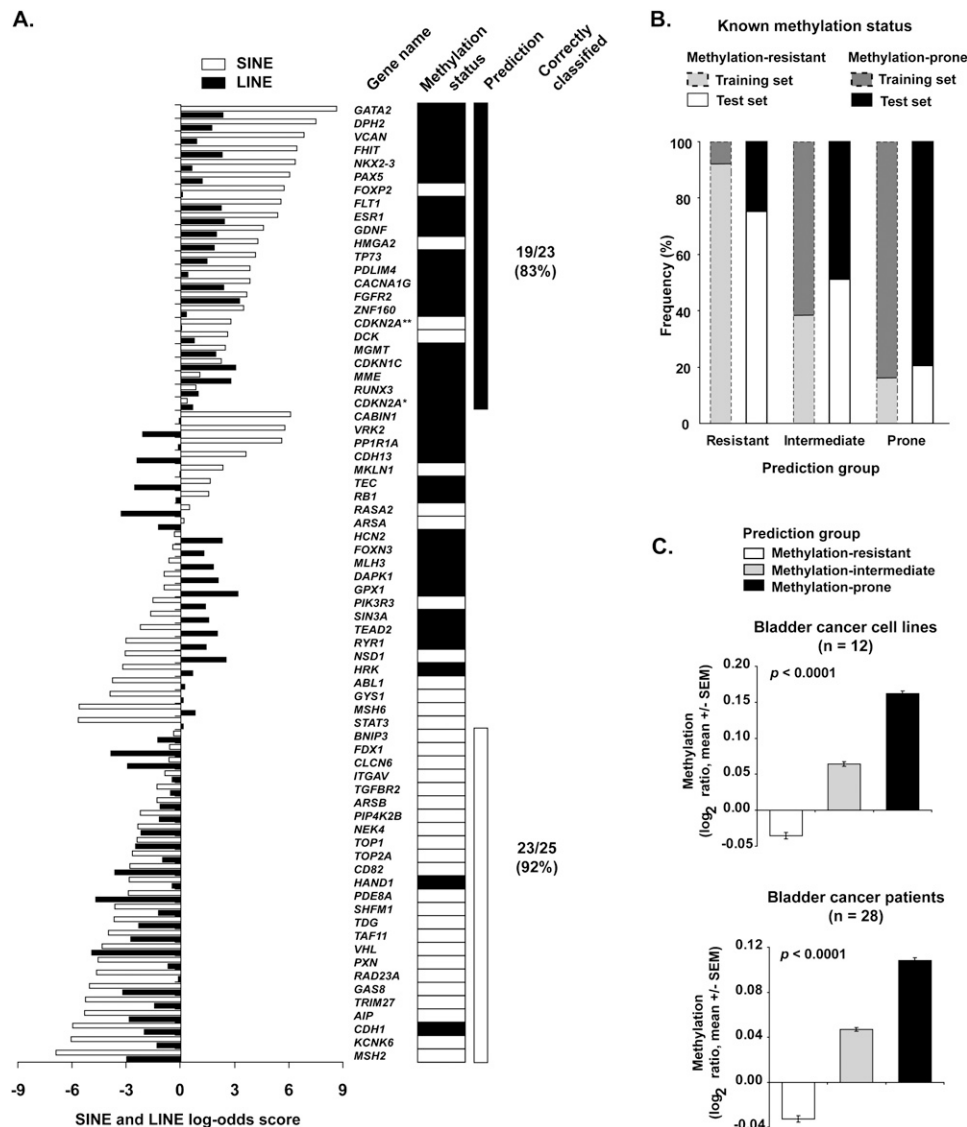 A.
SINE
LINE
Gene name
Methylation
status
Prediction
Correctly
classified
GATA2
DPH2
VCAN
FHIT
NKX2-3
PAX5
FOXP2
FLT1
ESR1
GDNF
HMGA2
TP73
PDLIM4
CACNA1G
FGFR2
ZNF160
CDKN2A**
DCK
MGMT
CDKN1C
MME
RUNX3
CDKN2A*
CABIN1
VRK2
PP1R1A
CDH13
MKLN1
TEC
RB1
RASA2
ARSA
HCN2
FOXN3
MLH3
DAPK1
GPX1
PIK3R3
SIN3A
TEAD2
RYR1
NSD1
HRK
ABL1
GYS1
MSH6
STAT3
BNIP3
FDX1
CLCN6
ITGAV
TGFBR2
ARSB
PIP4K2B
NEK4
TOP1
TOP2A
CD82
HAND1
PDE8A
SHFM1
TDG
TAF11
VHL
PXN
RAD23A
GAS8
TRIM27
AIP
CDH1
KCNK6
MSH2
19/23
(83%)
23/25
(92%)
-9 -6 -3 0 3 6 9
SINE and LINE log-odds score
B.
Known methylation status
Methylation-resistant Methylation-prone
Training set Training set
Test set Test set
100
80
60
40
20
0
Frequency (%)
Resistant Intermediate Prone
Prediction group
C.
Prediction group
Methylation-resistant
Methylation-intermediate
Methylation-prone
Bladder cancer cell lines
(n = 12)
p < 0.0001
0.20
0.15
0.10
0.05
0.00
-0.05
Methylation
(log2 ratio, mean +/- SEM)
Bladder cancer patients
(n = 28)
p < 0.0001
0.12
0.08
0.04
0.00
-0.04
Methylation
(log2 ratio, mean +/- SEM)